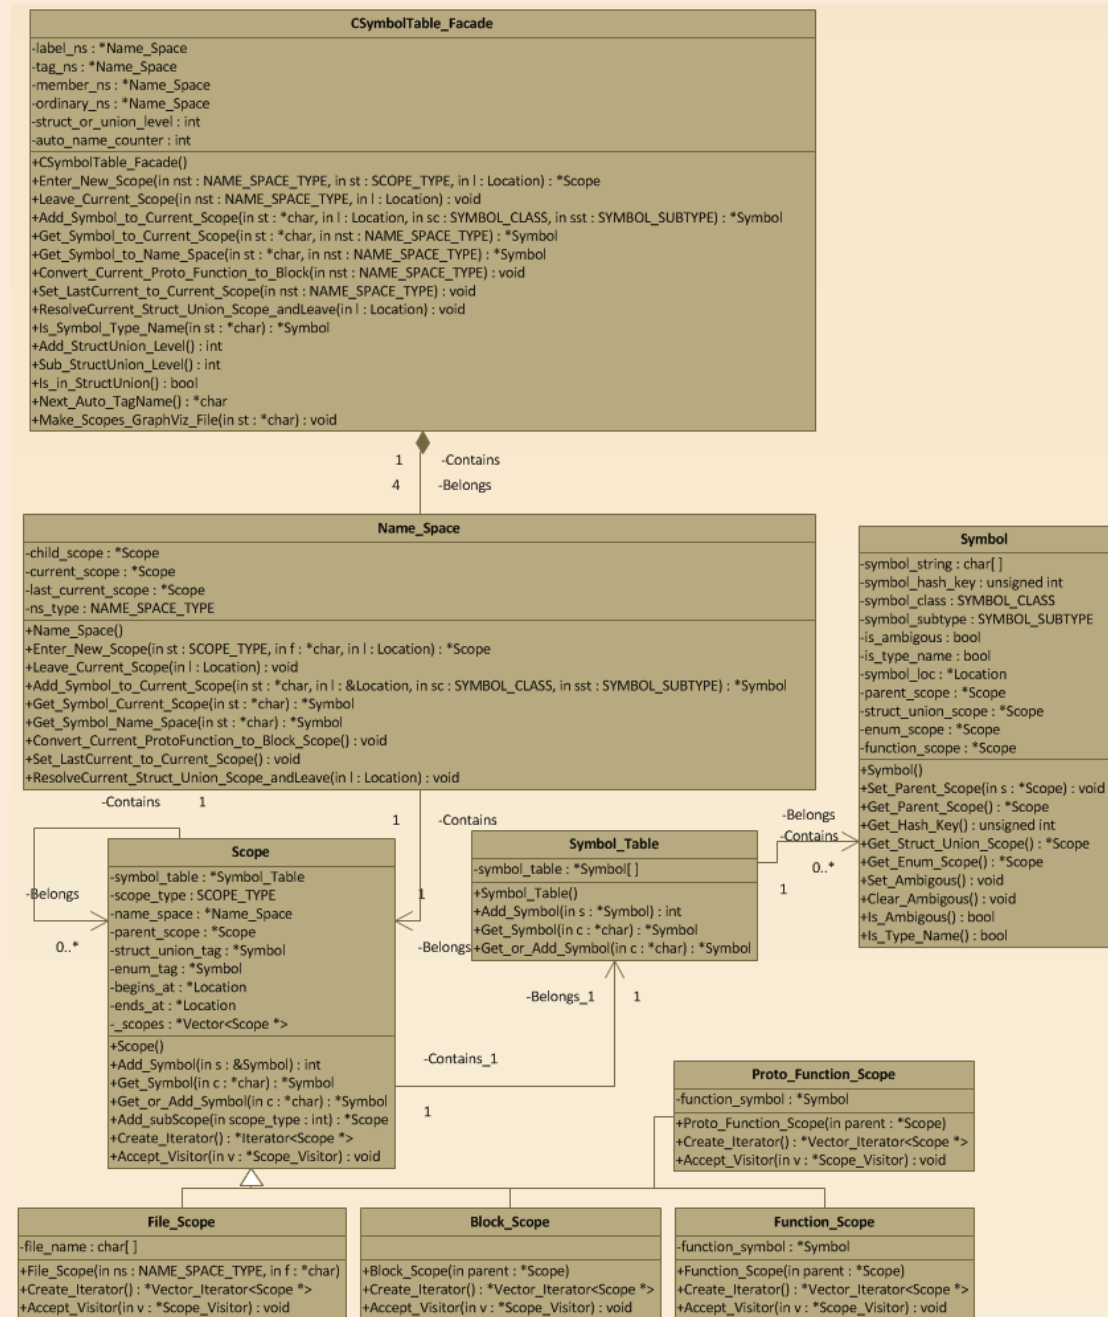 CSymbolTable_Facade
-label_ns : *Name_Space
-tag_ns : *Name_Space
-member_ns : *Name_Space
-ordinary_ns : *Name_Space
-struct_or_union_level : int
-auto_name_counter : int
+CSymbolTable_Facade()
+Enter_New_Scope(in nst : NAME_SPACE_TYPE, in st : SCOPE_TYPE, in l : Location) : *Scope
+Leave_Current_Scope(in nst : NAME_SPACE_TYPE, in l : Location) : void
+Add_Symbol_to_Current_Scope(in st : *char, in l : Location, in sc : SYMBOL_CLASS, in sst : SYMBOL_SUBTYPE) : *Symbol
+Get_Symbol_to_Current_Scope(in st : *char, in nst : NAME_SPACE_TYPE) : *Symbol
+Get_Symbol_to_Name_Space(in st : *char, in nst : NAME_SPACE_TYPE) : *Symbol
+Convert_Current_Proto_Function_to_Block(in nst : NAME_SPACE_TYPE) : void
+Set_LastCurrent_to_Current_Scope(in nst : NAME_SPACE_TYPE) : void
+ResolveCurrent_Struct_Union_Scope_andLeave(in l : Location) : void
+Is_Symbol_Type_Name(in st : *char) : *Symbol
+Add_StructUnion_Level() : int
+Sub_StructUnion_Level() : int
+Is_in_StructUnion() : bool
+Next_Auto_TagName() : *char
+Make_Scopes_GraphViz_File(in st : *char) : void
1
-Contains
4
-Belongs
Name_Space
-child_scope : *Scope
-current_scope : *Scope
-last_current_scope : *Scope
-ns_type : NAME_SPACE_TYPE
+Name_Space()
+Enter_New_Scope(in st : SCOPE_TYPE, in f : *char, in l : Location) : *Scope
+Leave_Current_Scope(in l : Location) : void
+Add_Symbol_to_Current_Scope(in st : *char, in l : &Location, in sc : SYMBOL_CLASS, in sst : SYMBOL_SUBTYPE) : *Symbol
+Get_Symbol_Current_Scope(in st : *char) : *Symbol
+Get_Symbol_Name_Space(in st : *char) : *Symbol
+Convert_Current_ProtoFunction_to_Block_Scope() : void
+Set_LastCurrent_to_Current_Scope() : void
+ResolveCurrent_Struct_Union_Scope_andLeave(in l : Location) : void
Symbol
-symbol_string : char[ ]
-symbol_hash_key : unsigned int
-symbol_class : SYMBOL_CLASS
-symbol_subtype : SYMBOL_SUBTYPE
-is_ambigous : bool
-is_type_name : bool
-symbol_loc : *Location
-parent_scope : *Scope
-struct_union_scope : *Scope
-enum_scope : *Scope
-function_scope : *Scope
+Symbol()
+Set_Parent_Scope(in s : *Scope) : void
+Get_Parent_Scope() : *Scope
+Get_Hash_Key() : unsigned int
+Get_Struct_Union_Scope() : *Scope
+Get_Enum_Scope() : *Scope
+Set_Ambigous() : void
+Clear_Ambigous() : void
+Is_Ambigous() : bool
+Is_Type_Name() : bool
-Contains
1
-Belongs
0..*
1
-Contains
1
-Belongs
Scope
-symbol_table : *Symbol_Table
-scope_type : SCOPE_TYPE
-name_space : *Name_Space
-parent_scope : *Scope
-struct_union_tag : *Symbol
-enum_tag : *Symbol
-begins_at : *Location
-ends_at : *Location
-_scopes : *Vector<Scope *>
+Scope()
+Add_Symbol(in s : &Symbol) : int
+Get_Symbol(in c : *char) : *Symbol
+Get_or_Add_Symbol(in c : *char) : *Symbol
+Add_subScope(in scope_type : int) : *Scope
+Create_Iterator() : *Iterator<Scope *>
+Accept_Visitor(in v : *Scope_Visitor) : void
Symbol_Table
-symbol_table : *Symbol[ ]
+Symbol_Table()
+Add_Symbol(in s : *Symbol) : int
+Get_Symbol(in c : *char) : *Symbol
+Get_or_Add_Symbol(in c : *char) : *Symbol
-Belongs
-Contains
0..*
1
-Belongs_1
1
-Contains_1
1
Proto_Function_Scope
-function_symbol : *Symbol
+Proto_Function_Scope(in parent : *Scope)
+Create_Iterator() : *Vector_Iterator<Scope *>
+Accept_Visitor(in v : *Scope_Visitor) : void
File_Scope
-file_name : char[ ]
+File_Scope(in ns : NAME_SPACE_TYPE, in f : *char)
+Create_Iterator() : *Vector_Iterator<Scope *>
+Accept_Visitor(in v : *Scope_Visitor) : void
Block_Scope
+Block_Scope(in parent : *Scope)
+Create_Iterator() : *Vector_Iterator<Scope *>
+Accept_Visitor(in v : *Scope_Visitor) : void
Function_Scope
-function_symbol : *Symbol
+Function_Scope(in parent : *Scope)
+Create_Iterator() : *Vector_Iterator<Scope *>
+Accept_Visitor(in v : *Scope_Visitor) : void